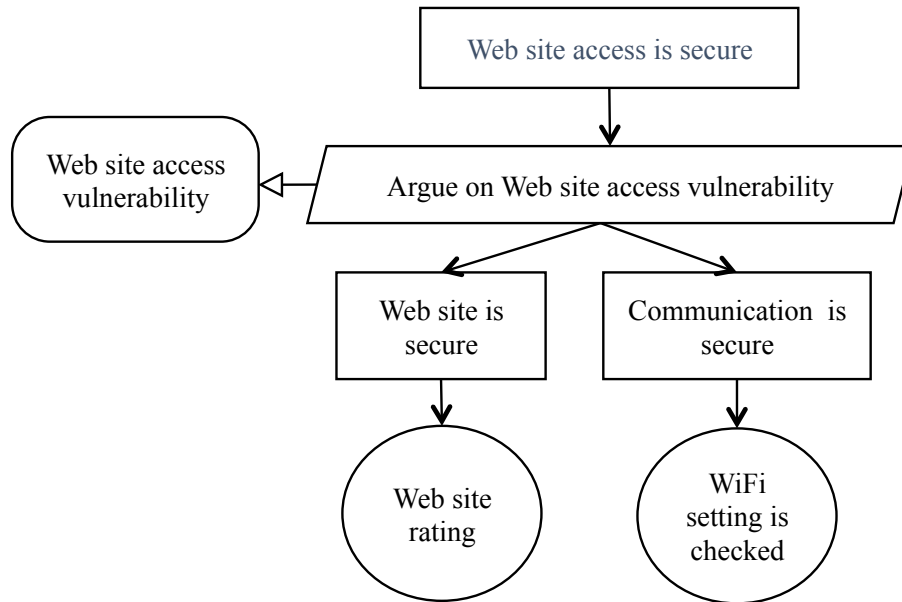 Web site access is secure
Web site access
vulnerability
Argue on Web site access vulnerability
Web site is
secure
Communication is
secure
Web site
rating
WiFi
setting is
checked